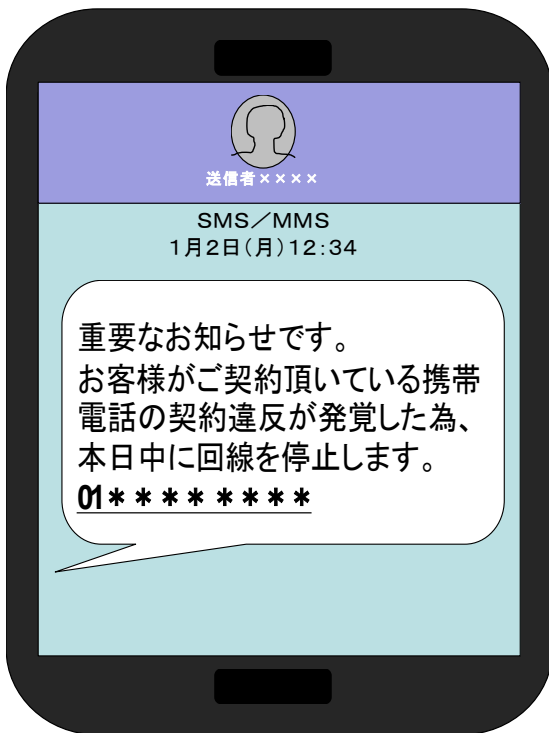 送信者××××
SMS／MMS
1月2日(月)12:34
重要なお知らせです。
お客様がご契約頂いている携帯
電話の契約違反が発覚した為、
本日中に回線を停止します。
01＊＊＊＊＊＊＊＊